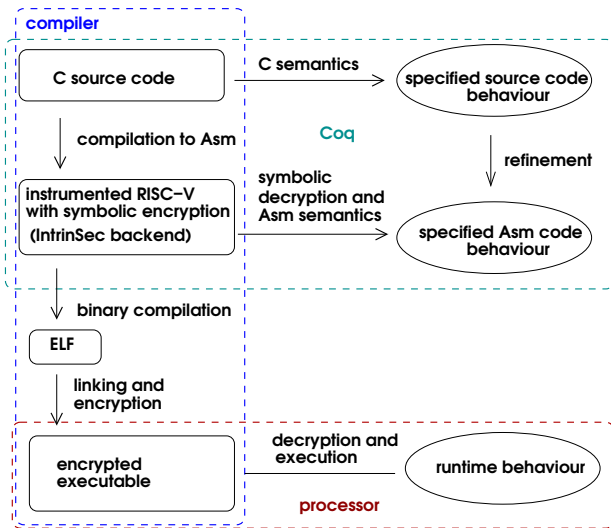 compiler
C source code
C semantics
specified source code
behaviour
compilation to Asm
Coq
refinement
instrumented RISC–V
with symbolic encryption
(IntrinSec backend)
symbolic
decryption and
Asm semantics
specified Asm code
behaviour
binary compilation
ELF
linking and
encryption
encrypted
executable
decryption and
execution
runtime behaviour
processor